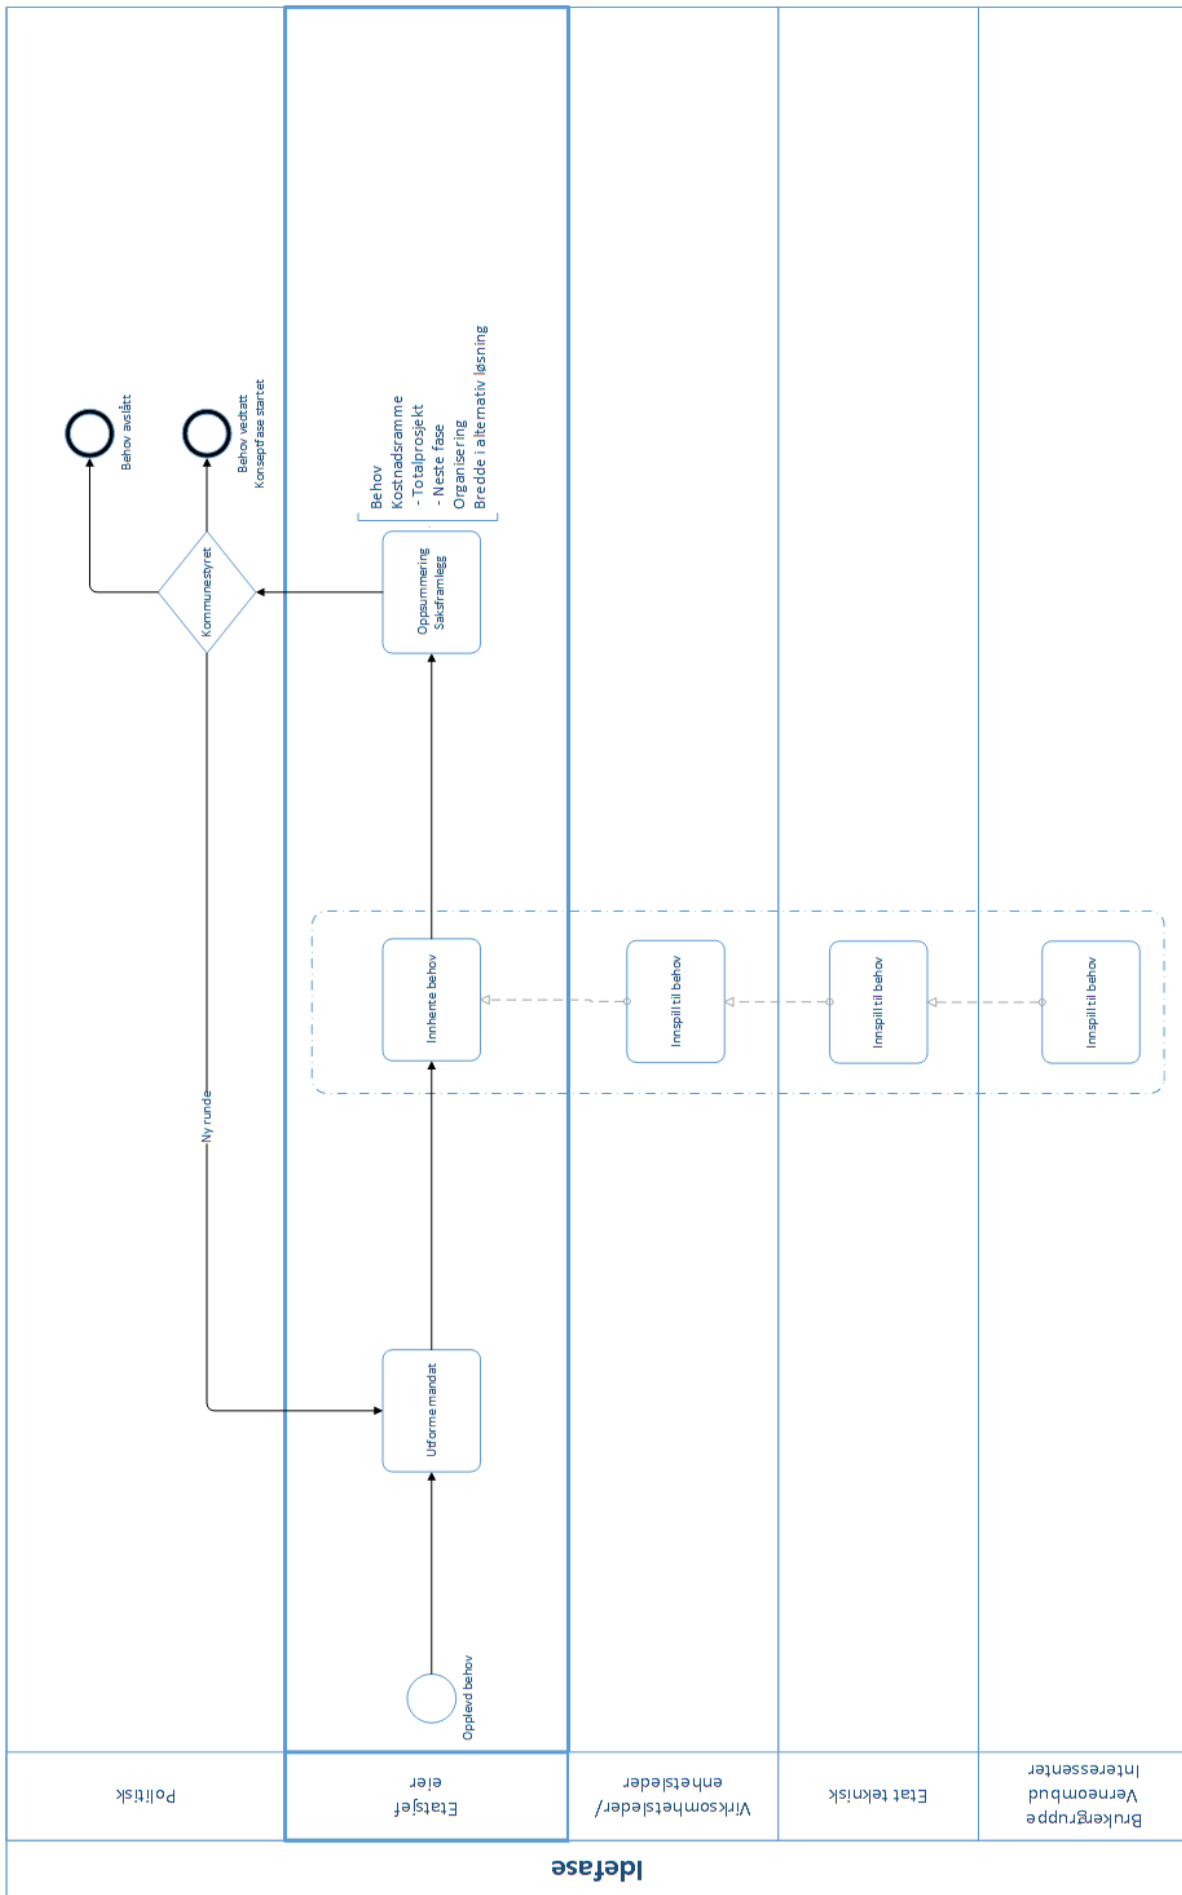 Idefase
Politisk
Etatsjef
eier
Virksomhetsleder/
enhetsleder
Etat teknisk
Brukergruppe
Verneombud
Interessenter
Behov avslått
Behov vedtatt
Konseptfase startet
Kommunestyret
Ny runde
Opplevd behov
Utforme mandat
Innhente behov
Oppsummering
Saksframlegg
Behov
Kostnadsramme
- Totalprosjekt
- Neste fase
Organisering
Bredde i alternativ løsning
Innspill til behov
Innspill til behov
Innspill til behov